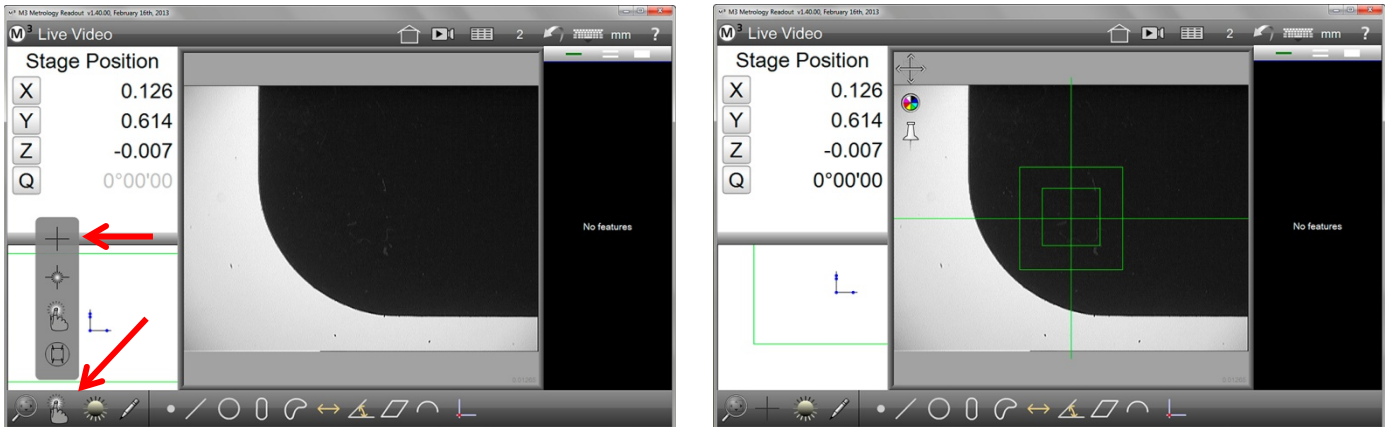 M3 Metrology Readout v1.40.00, February 16th, 2013
M³ Live Video 2 mm ?
Stage Position
X 0.126
Y 0.614
Z -0.007
Q 0°00'00
No features
M3 Metrology Readout v1.40.00, February 16th, 2013
M³ Live Video 2 mm ?
Stage Position
X 0.126
Y 0.614
Z -0.007
Q 0°00'00
No features